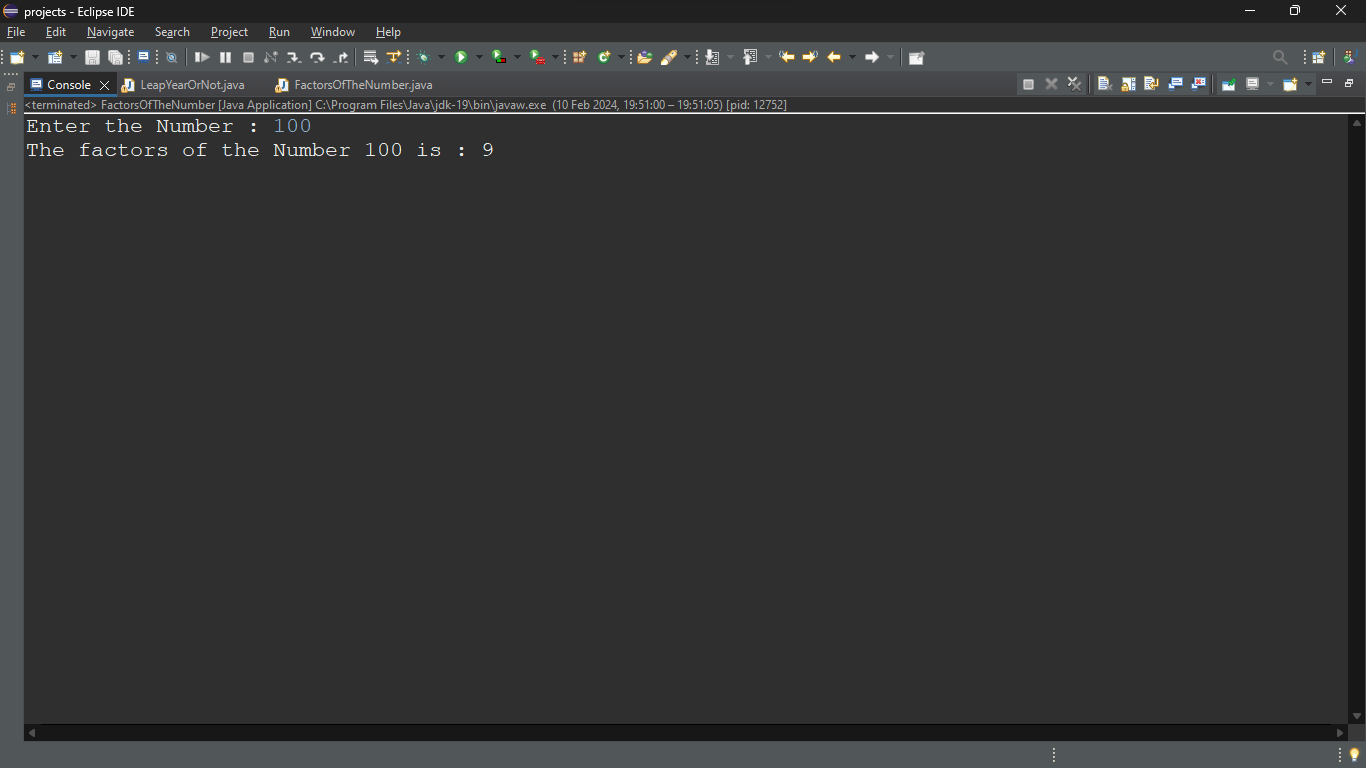 projects - Eclipse IDE
File Edit Navigate Search Project Run Window Help
Console LeapYearOrNot.java FactorsOfTheNumber.java
<terminated> FactorsOfTheNumber [Java Application] C:\Program Files\Java\jdk-19\bin\javaw.exe (10 Feb 2024, 19:51:00 – 19:51:05) [pid: 12752]
Enter the Number : 100
The factors of the Number 100 is : 9